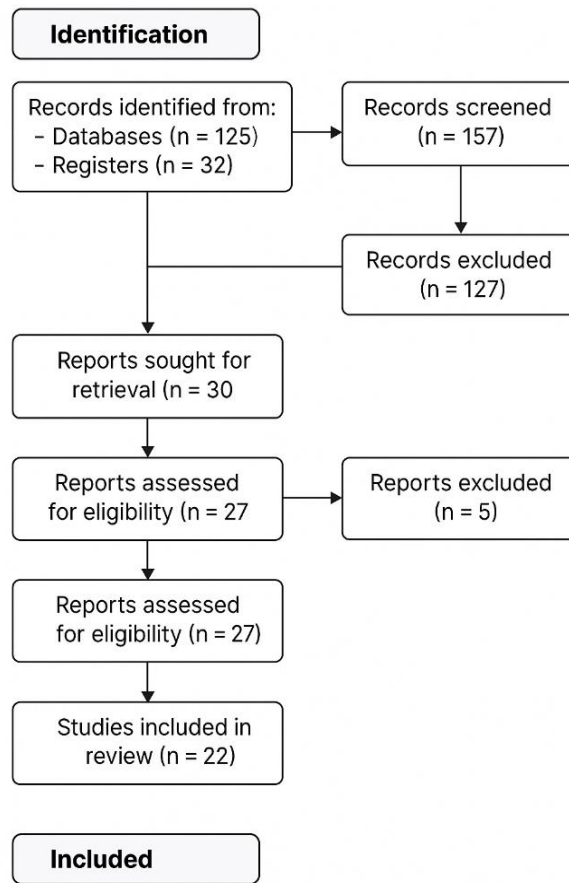 Identification
Records identified from:
– Databases (n = 125)
– Registers (n = 32)
Records screened
(n = 157)
Records excluded
(n = 127)
Reports sought for
retrieval (n = 30
Reports assessed
for eligibility (n = 27
Reports excluded
(n = 5)
Reports assessed
for eligibility (n = 27)
Studies included in
review (n = 22)
Included